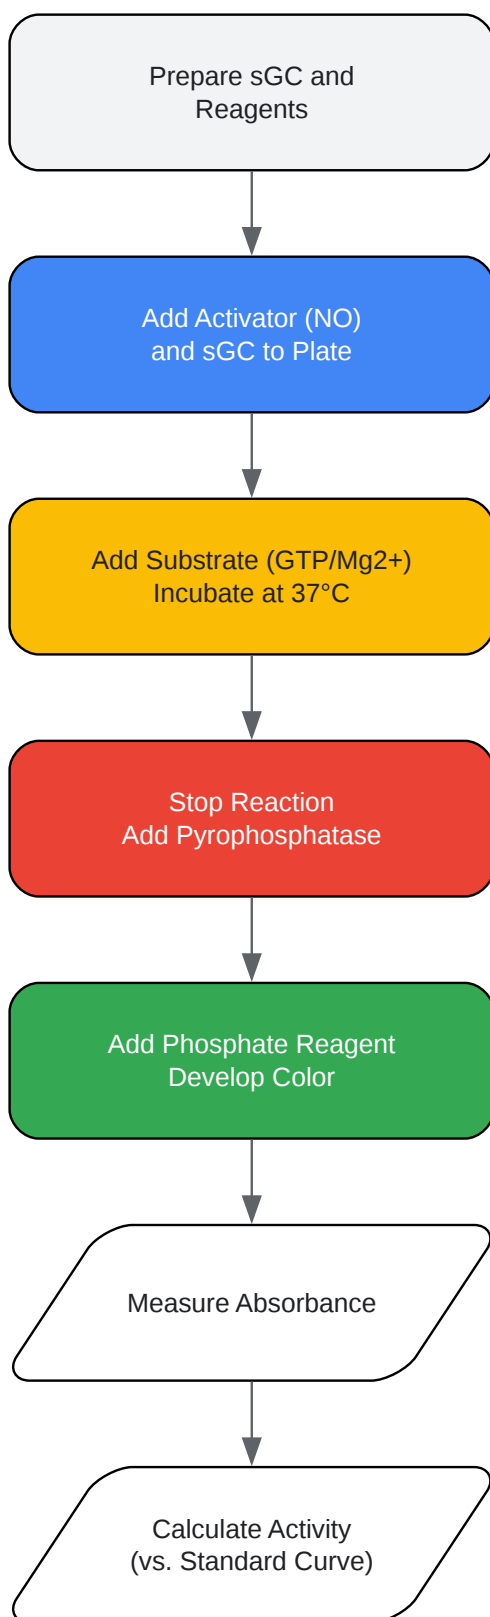 Prepare sGC and
Reagents
Add Activator (NO)
and sGC to Plate
Add Substrate (GTP/Mg2+)
Incubate at 37°C
Stop Reaction
Add Pyrophosphatase
Add Phosphate Reagent
Develop Color
Measure Absorbance
Calculate Activity
(vs. Standard Curve)